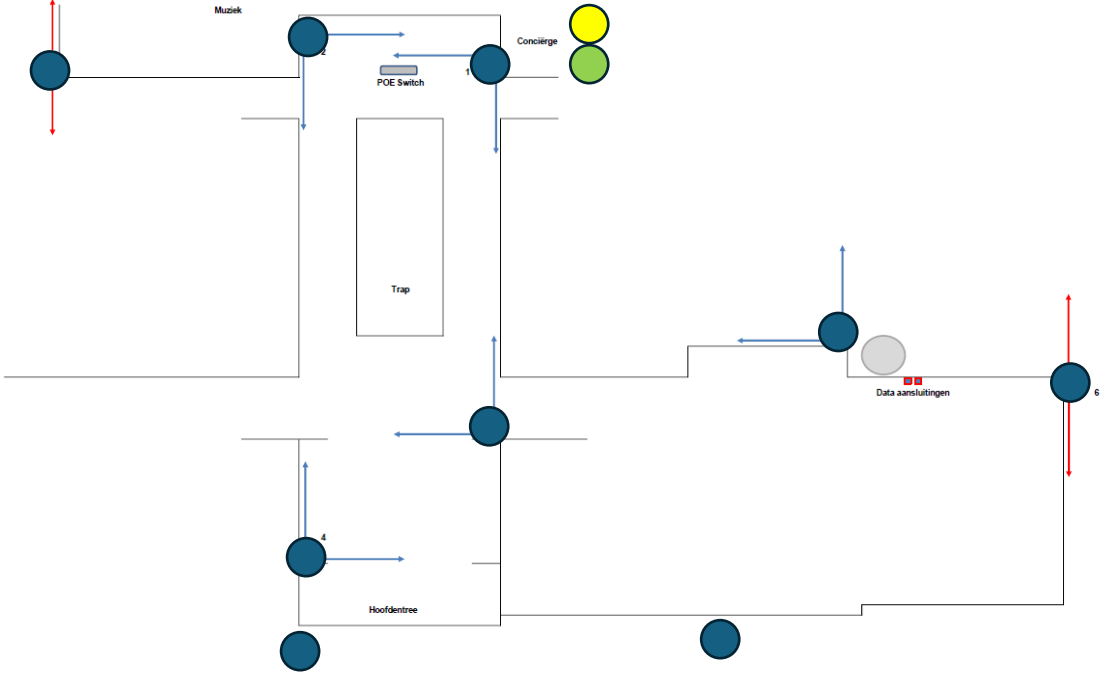 Muziek
2
Conciërge
1
POE Switch
Trap
Data aansluitingen
6
4
Hoofdentree